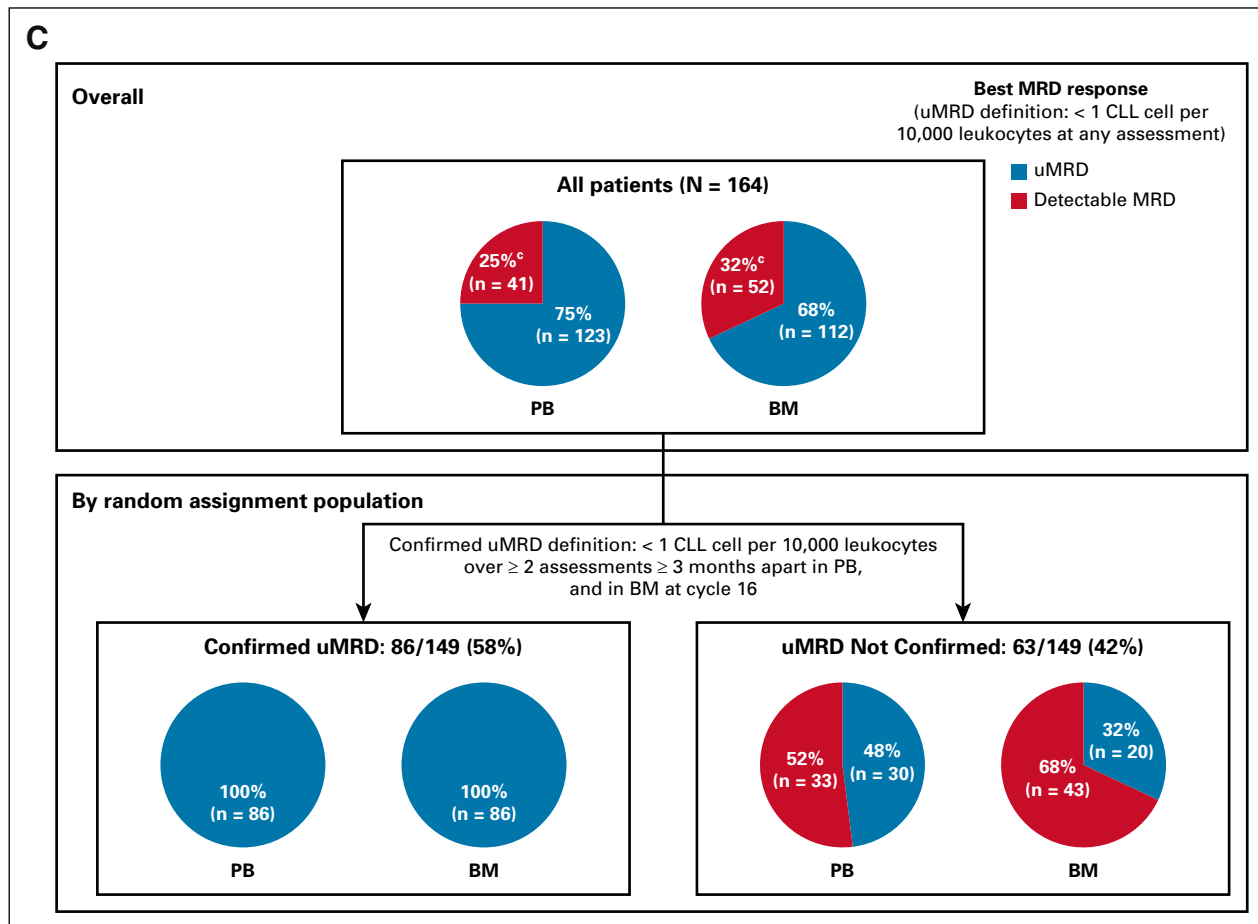 C
Overall
Best MRD response
(uMRD definition: < 1 CLL cell per
10,000 leukocytes at any assessment)
uMRD
Detectable MRD
All patients (N = 164)
25%ᶜ
(n = 41)
75%
(n = 123)
PB
32%ᶜ
(n = 52)
68%
(n = 112)
BM
By random assignment population
Confirmed uMRD definition: < 1 CLL cell per 10,000 leukocytes
over ≥ 2 assessments ≥ 3 months apart in PB,
and in BM at cycle 16
Confirmed uMRD: 86/149 (58%)
100%
(n = 86)
PB
100%
(n = 86)
BM
uMRD Not Confirmed: 63/149 (42%)
52%
(n = 33)
48%
(n = 30)
PB
68%
(n = 43)
32%
(n = 20)
BM